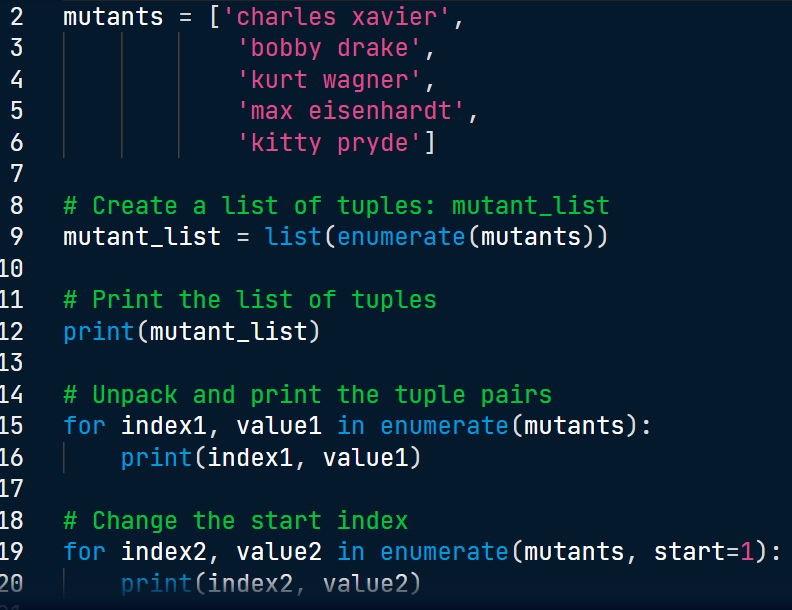 2 mutants = ['charles xavier',
3 'bobby drake',
4 'kurt wagner',
5 'max eisenhardt',
6 'kitty pryde']
7
8 # Create a list of tuples: mutant_list
9 mutant_list = list(enumerate(mutants))
10
11 # Print the list of tuples
12 print(mutant_list)
13
14 # Unpack and print the tuple pairs
15 for index1, value1 in enumerate(mutants):
16 print(index1, value1)
17
18 # Change the start index
19 for index2, value2 in enumerate(mutants, start=1):
20 print(index2, value2)